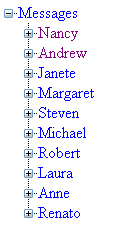 Messages
Nancy
Andrew
Janete
Margaret
Steven
Michael
Robert
Laura
Anne
Renato